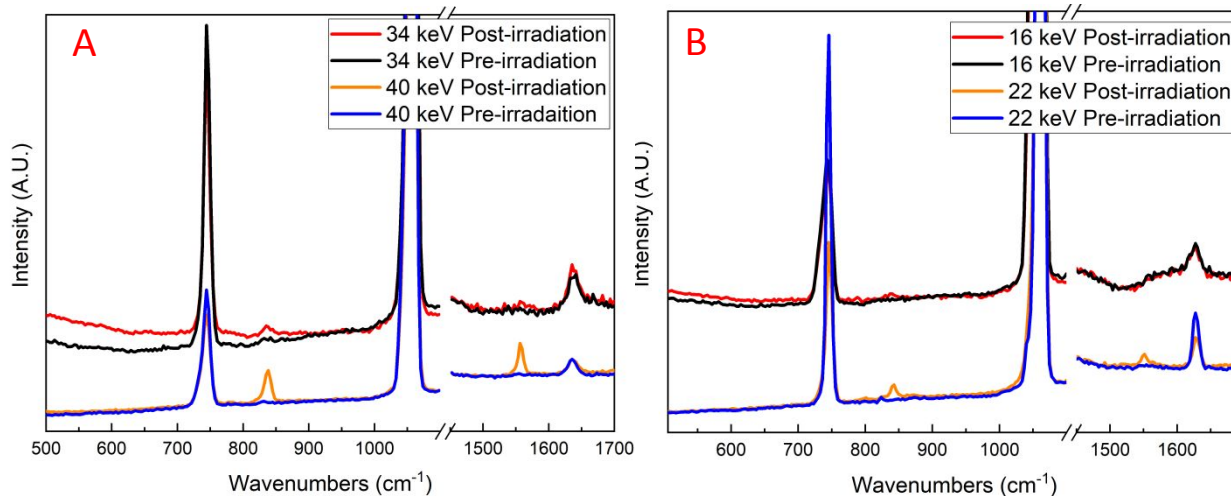 A
34 keV Post-irradiation
34 keV Pre-irradiation
40 keV Post-irradiation
40 keV Pre-irradaition
Intensity (A.U.)
500 600 700 800 900 1000 1500 1600 1700
Wavenumbers (cm⁻¹)
B
16 keV Post-irradiation
16 keV Pre-irradiation
22 keV Post-irradiation
22 keV Pre-irradiation
Intensity (A.U.)
600 700 800 900 1000 1500 1600
Wavenumbers (cm⁻¹)